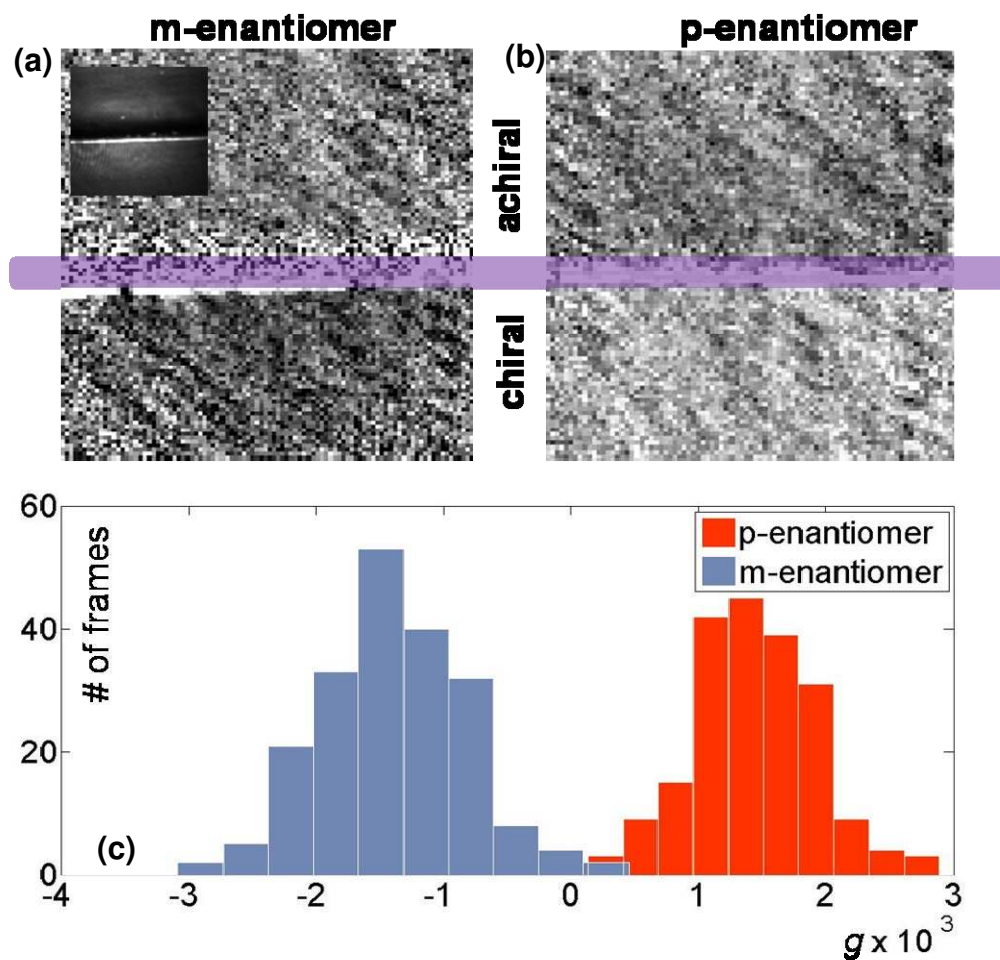 m-enantiomer
p-enantiomer
(a)
(b)
achiral
chiral
60
40
20
0
# of frames
p-enantiomer
m-enantiomer
(c)
-4 -3 -2 -1 0 1 2 3
g x 10 3